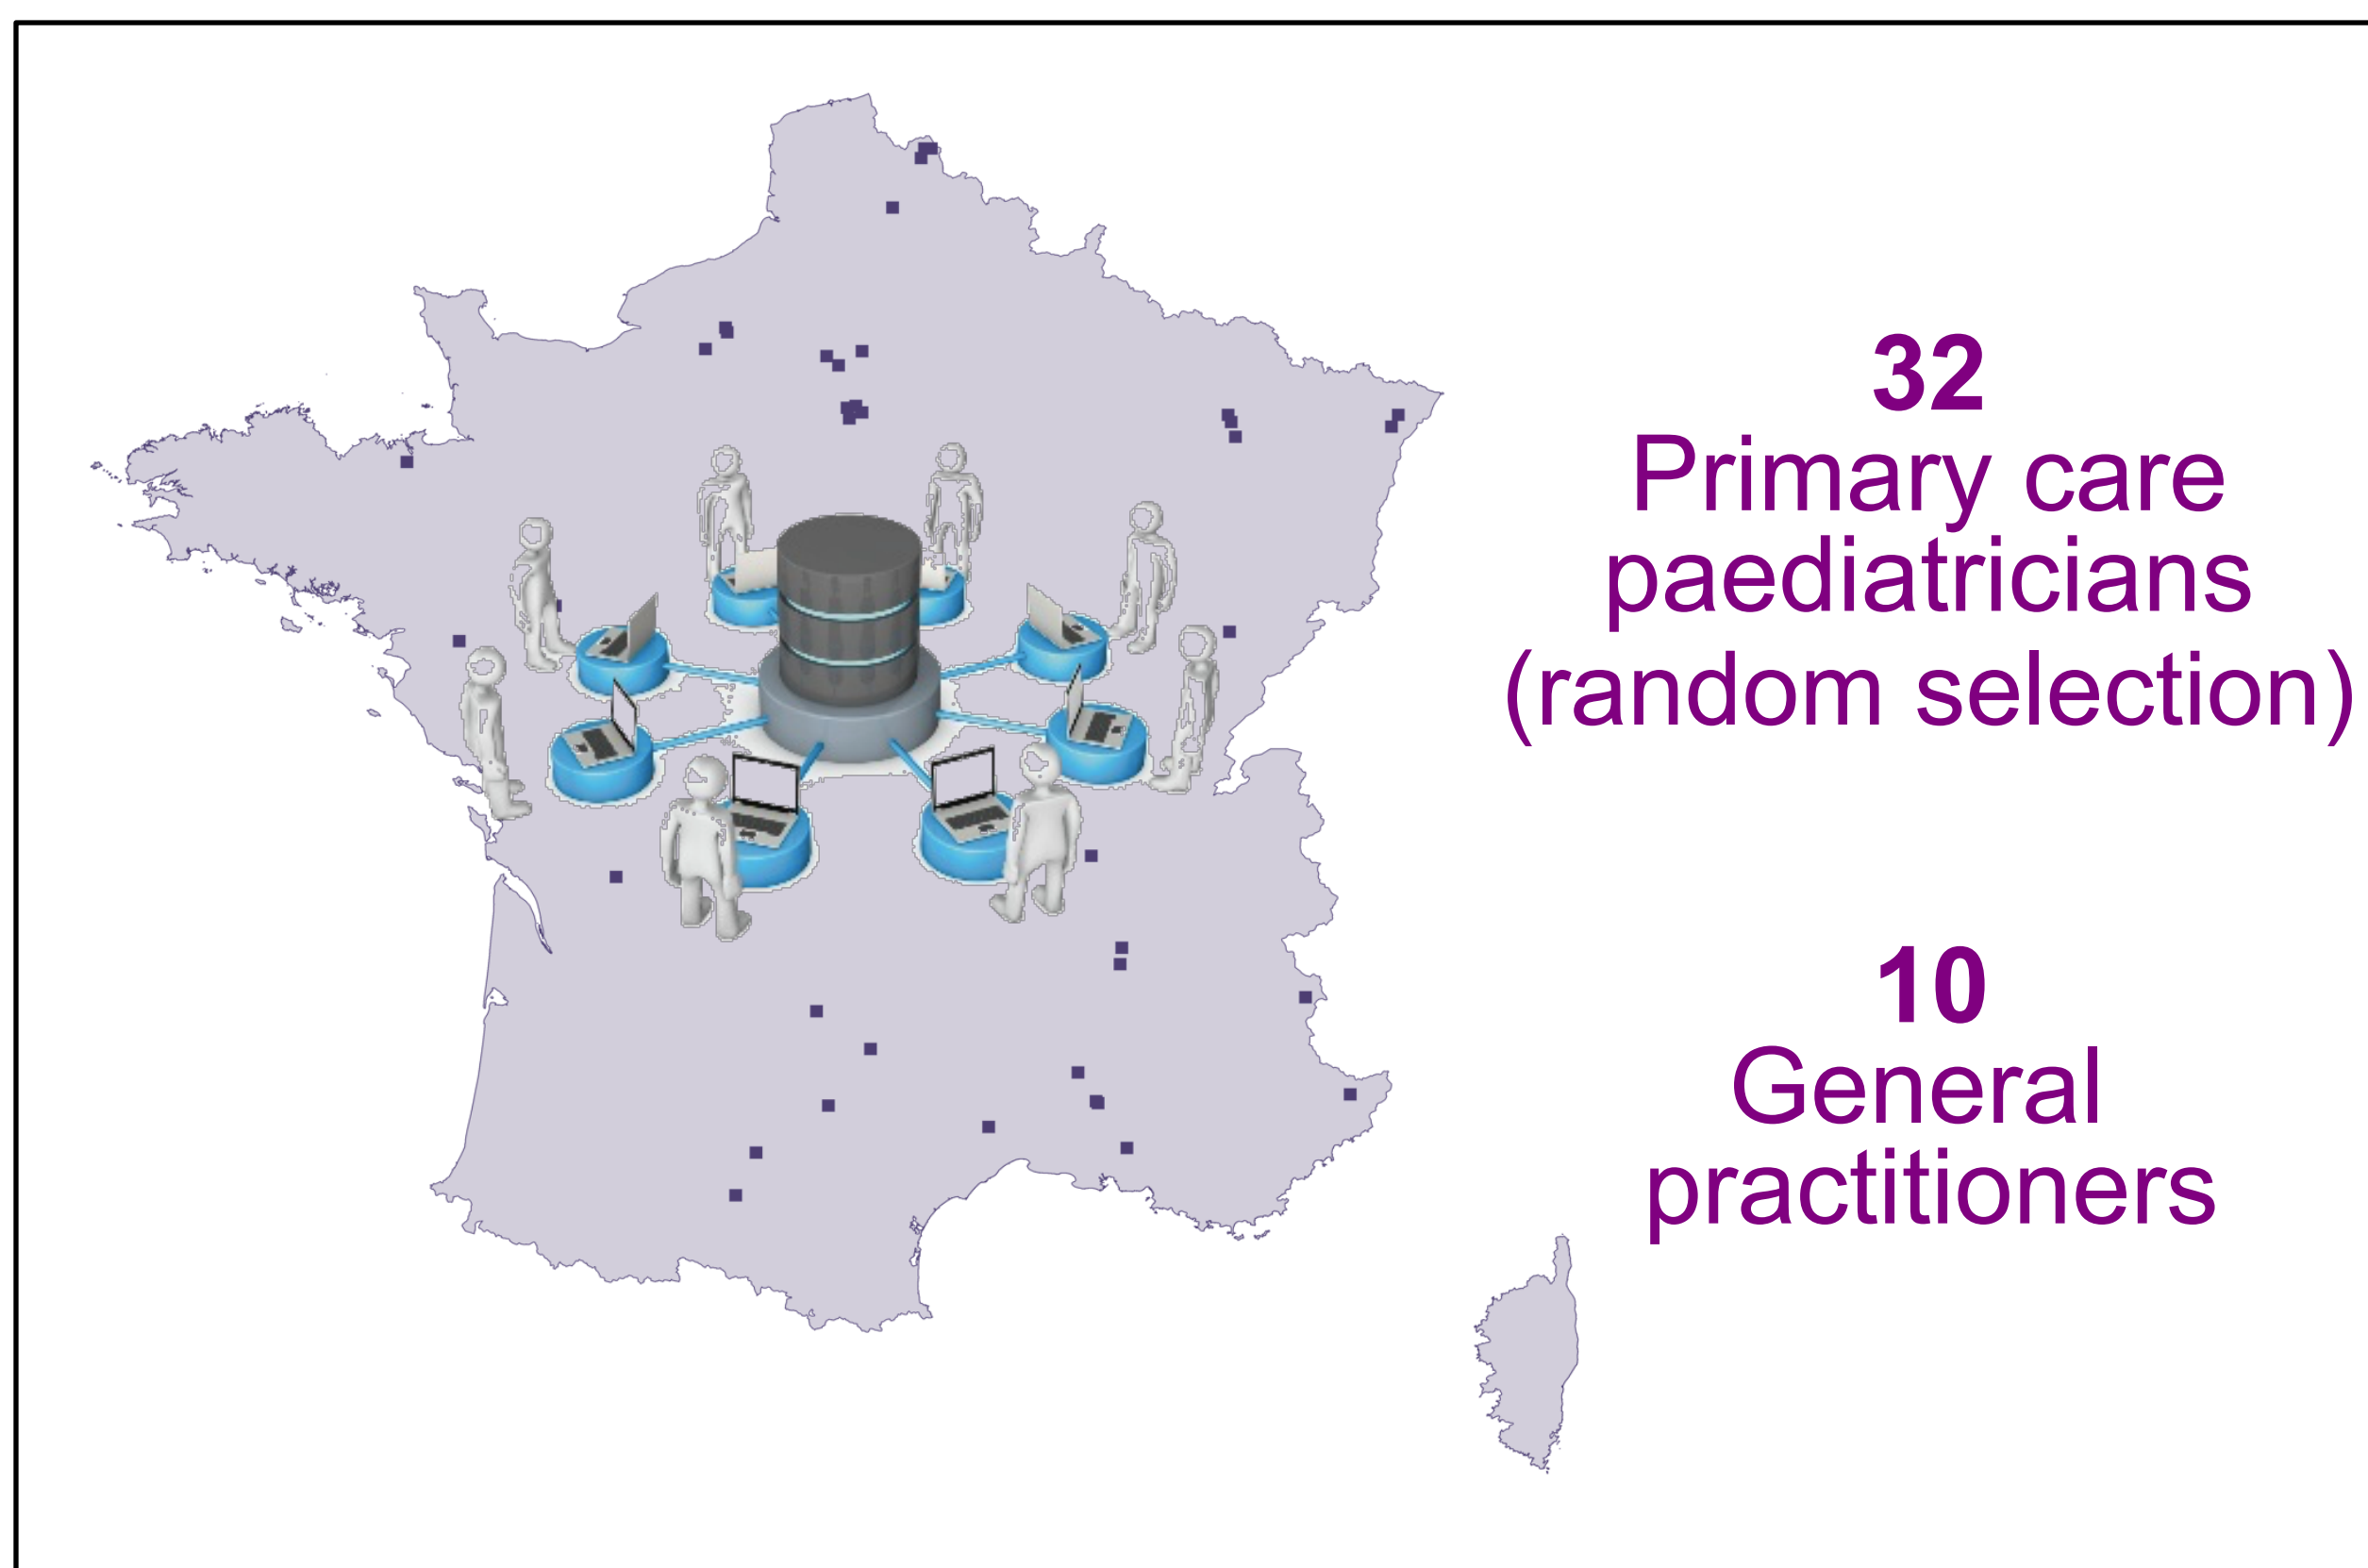 32
Primary care
paediatricians
(random selection)
10
General
practitioners